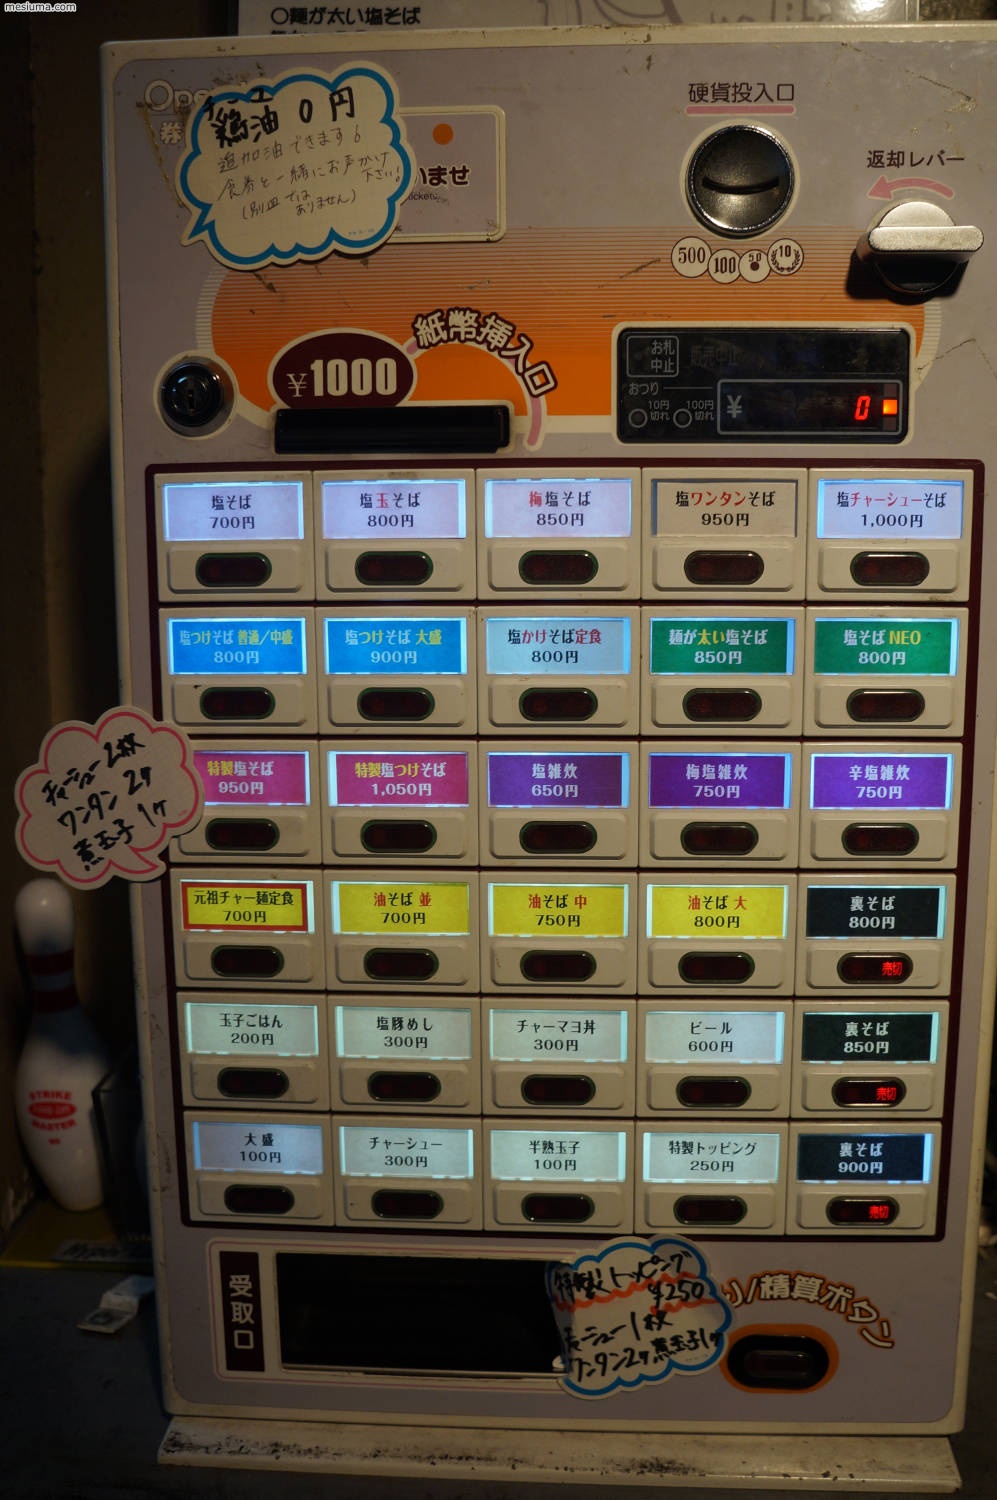 mesiuma.com
○麺が太い塩そば
Ope
チーユ
鶏油 0円
追加油できます♪
食券と一緒にお声かけ
下さい!
(別皿では
ありません)
券
いませ
硬貨投入口
返却レバー
500 100 50 10
紙幣挿入口
¥1000
お札
中止
販売中止
おつり
10円
切れ
100円
切れ
¥ 0
塩そば
700円
塩玉そば
800円
梅塩そば
850円
塩ワンタンそば
950円
塩チャーシューそば
1,000円
塩つけそば 普通/中盛
800円
塩つけそば 大盛
900円
塩かけそば定食
800円
麺が太い塩そば
850円
塩そば NEO
800円
チャーシュー2枚
ワンタン 2ヶ
煮玉子 1ヶ
特製塩そば
950円
特製塩つけそば
1,050円
塩雑炊
650円
梅塩雑炊
750円
辛塩雑炊
750円
元祖チャー麺定食
700円
油そば 並
700円
油そば 中
750円
油そば 大
800円
裏そば
800円
売切
玉子ごはん
200円
塩豚めし
300円
チャーマヨ丼
300円
ビール
600円
裏そば
850円
売切
大盛
100円
チャーシュー
300円
半熟玉子
100円
特製トッピング
250円
裏そば
900円
売切
STRIKE
MASTER
受取口
特製トッピング
¥250
チャーシュー1枚
ワンタン2ヶ 煮玉子1ヶ
り/精算ボタン